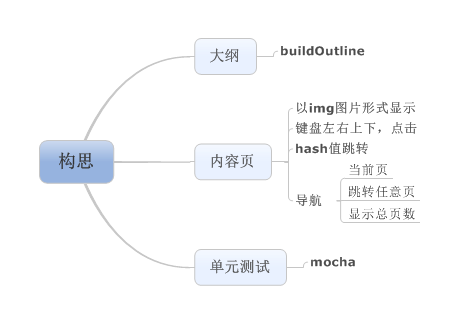 构思
大纲
buildOutline
内容页
以img图片形式显示
键盘左右上下，点击
hash值跳转
导航
当前页
跳转任意页
显示总页数
单元测试
mocha